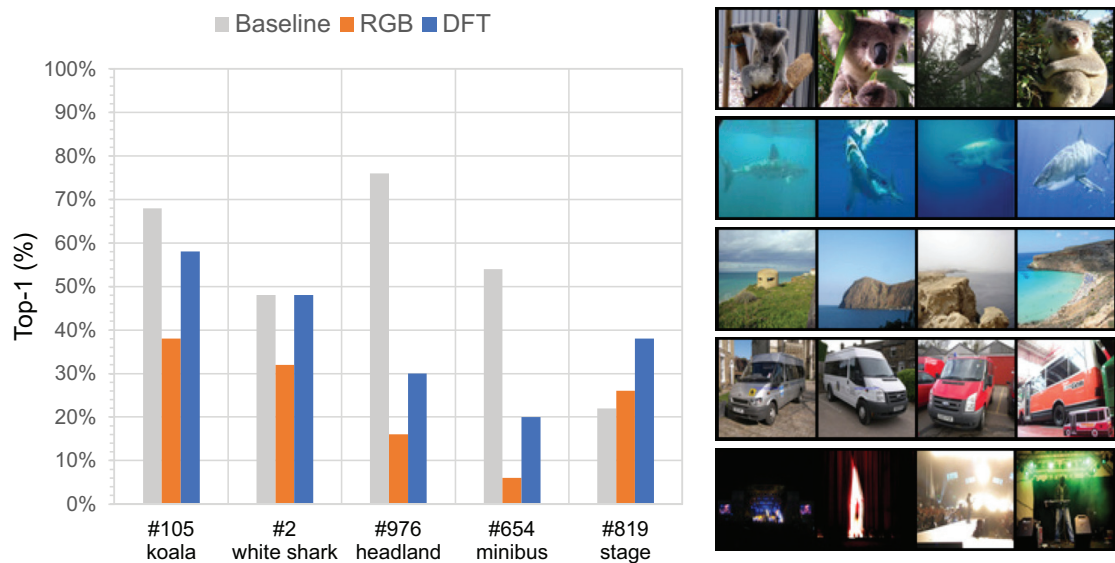 Baseline RGB DFT
100%
90%
80%
70%
60%
50%
40%
30%
20%
10%
0%
Top-1 (%)
#105 #2 #976 #654 #819
koala white shark headland minibus stage